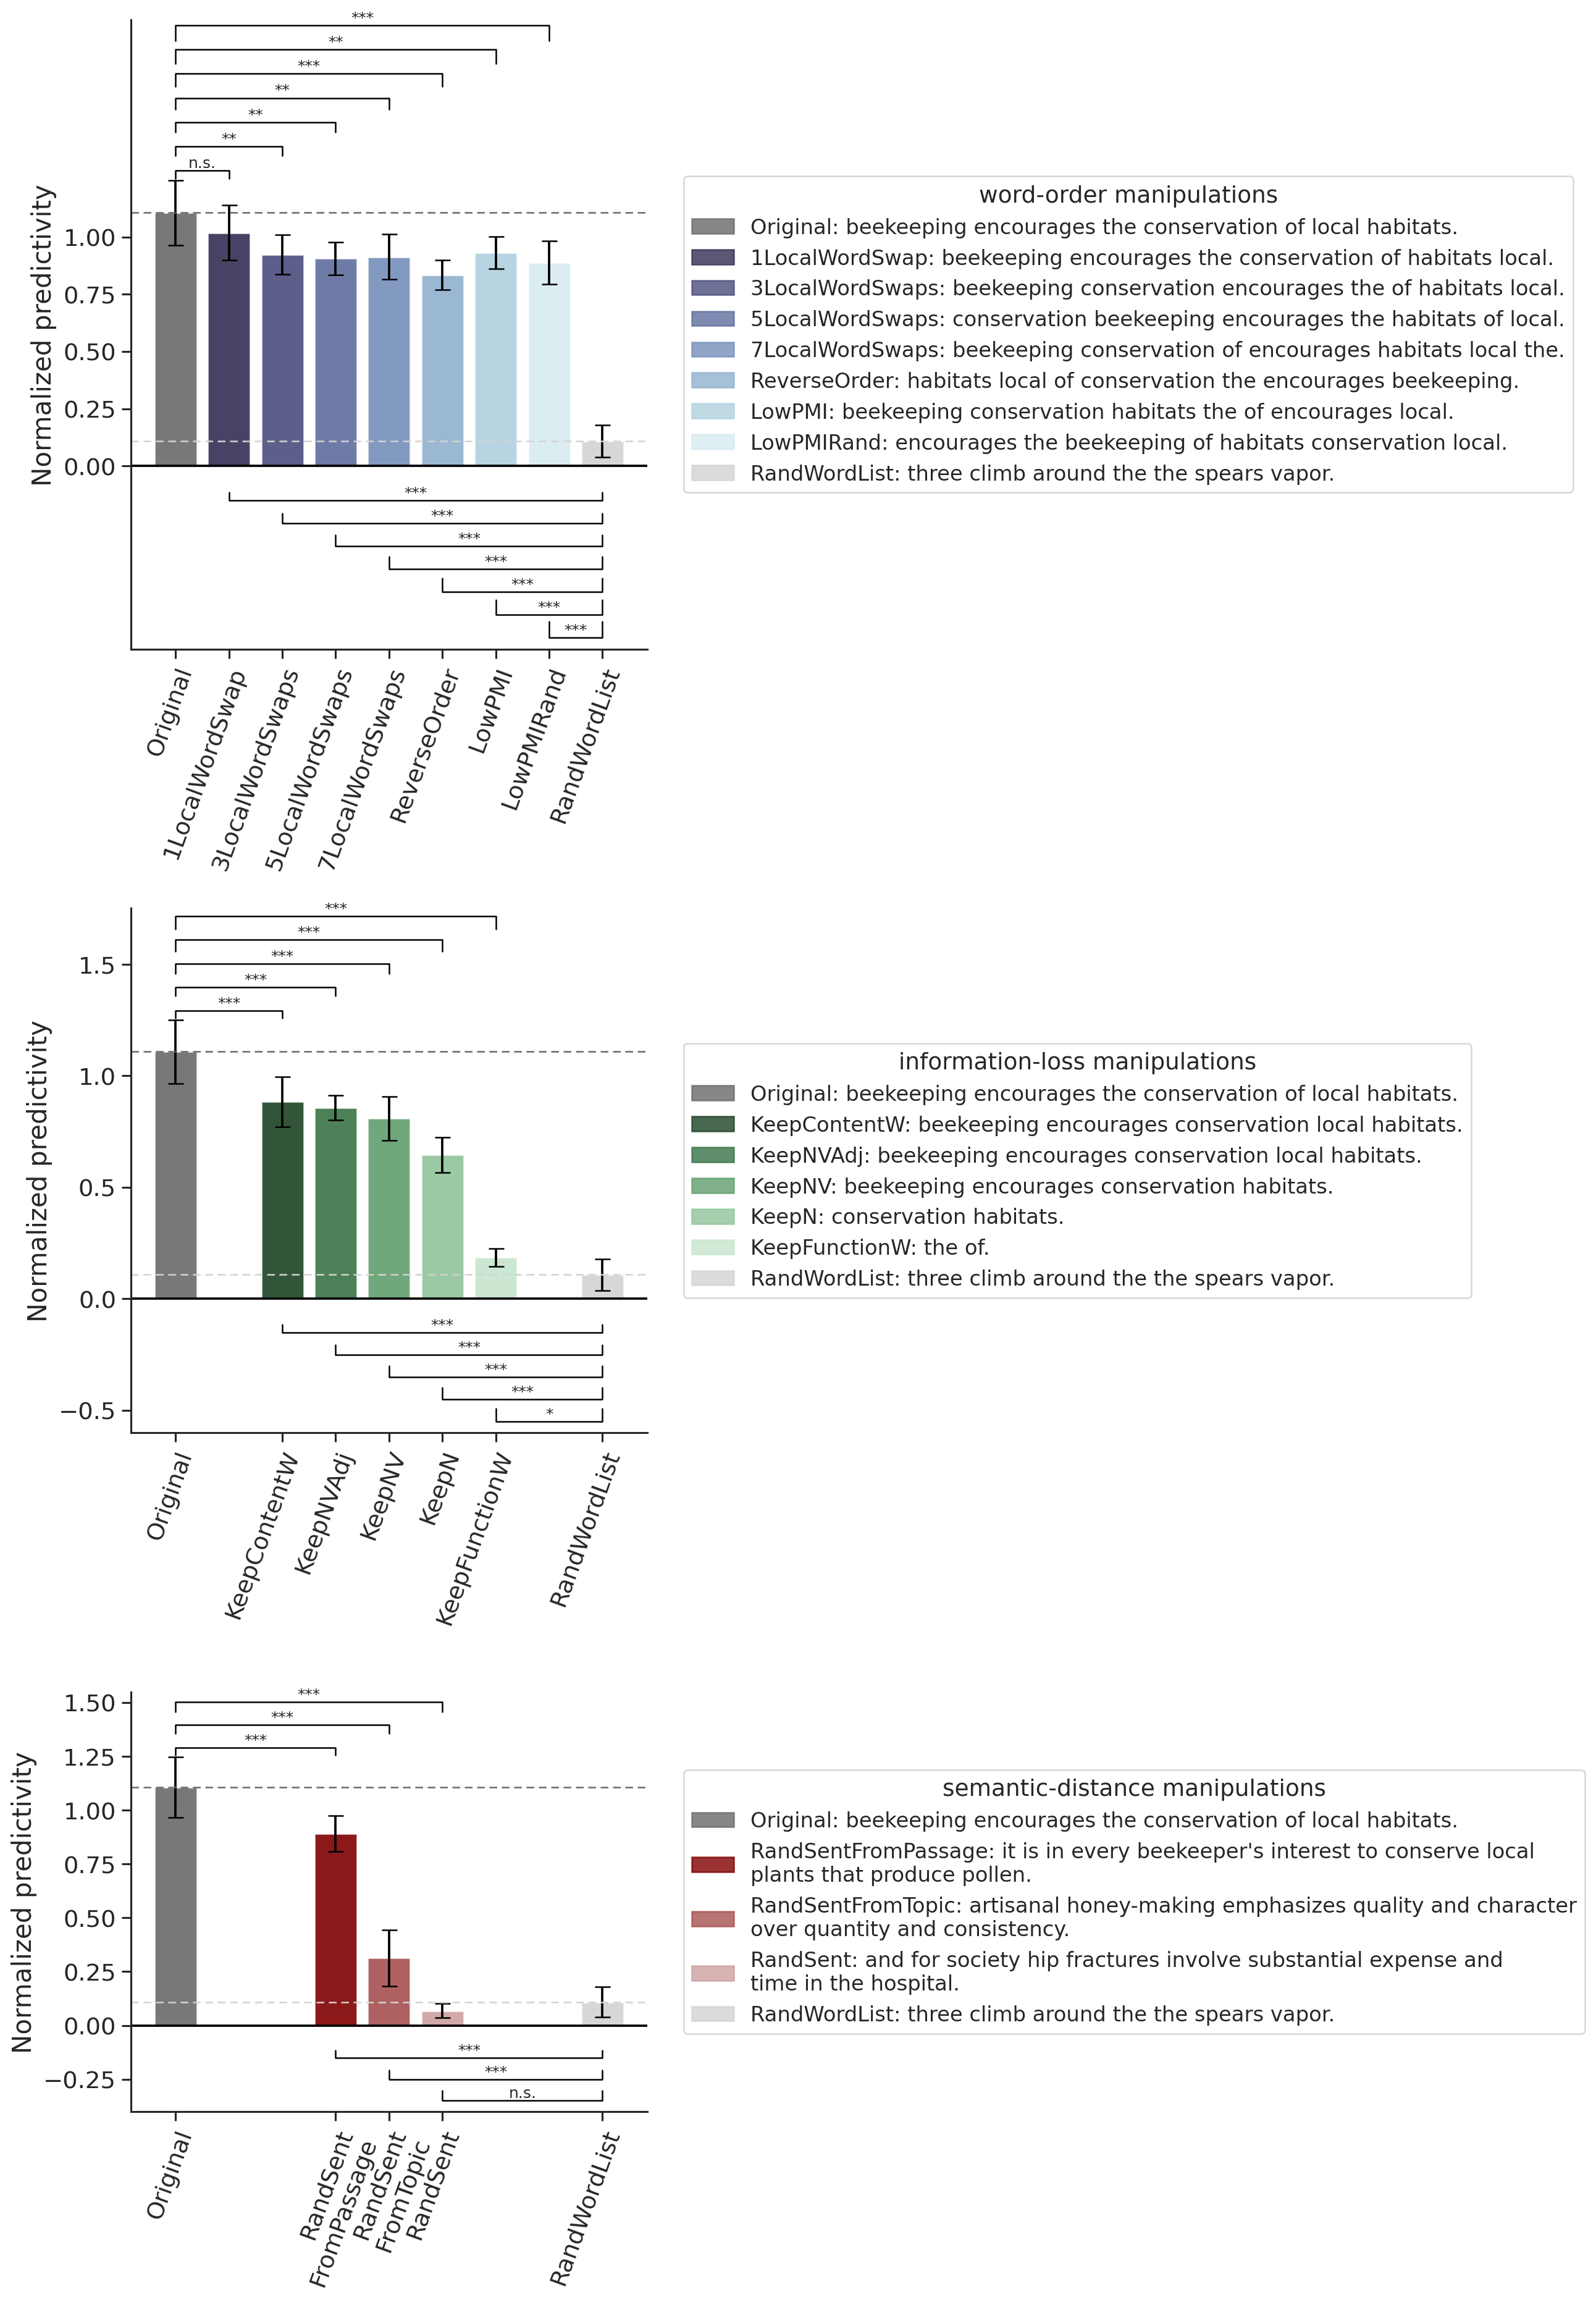 ***
**
***
**
**
**
n.s.
Normalized predictivity
1.00
0.75
0.50
0.25
0.00
***
***
***
***
***
***
***
Original
1LocalWordSwap
3LocalWordSwaps
5LocalWordSwaps
7LocalWordSwaps
ReverseOrder
LowPMI
LowPMIRand
RandWordList
word-order manipulations
Original: beekeeping encourages the conservation of local habitats.
1LocalWordSwap: beekeeping encourages the conservation of habitats local.
3LocalWordSwaps: beekeeping conservation encourages the of habitats local.
5LocalWordSwaps: conservation beekeeping encourages the habitats of local.
7LocalWordSwaps: beekeeping conservation of encourages habitats local the.
ReverseOrder: habitats local of conservation the encourages beekeeping.
LowPMI: beekeeping conservation habitats the of encourages local.
LowPMIRand: encourages the beekeeping of habitats conservation local.
RandWordList: three climb around the the spears vapor.
***
***
***
***
***
Normalized predictivity
1.5
1.0
0.5
0.0
−0.5
***
***
***
***
*
Original
KeepContentW
KeepNVAdj
KeepNV
KeepN
KeepFunctionW
RandWordList
information-loss manipulations
Original: beekeeping encourages the conservation of local habitats.
KeepContentW: beekeeping encourages conservation local habitats.
KeepNVAdj: beekeeping encourages conservation local habitats.
KeepNV: beekeeping encourages conservation habitats.
KeepN: conservation habitats.
KeepFunctionW: the of.
RandWordList: three climb around the the spears vapor.
***
***
***
Normalized predictivity
1.50
1.25
1.00
0.75
0.50
0.25
0.00
−0.25
***
***
n.s.
Original
RandSent
FromPassage
RandSent
FromTopic
RandSent
RandWordList
semantic-distance manipulations
Original: beekeeping encourages the conservation of local habitats.
RandSentFromPassage: it is in every beekeeper's interest to conserve local
plants that produce pollen.
RandSentFromTopic: artisanal honey-making emphasizes quality and character
over quantity and consistency.
RandSent: and for society hip fractures involve substantial expense and
time in the hospital.
RandWordList: three climb around the the spears vapor.